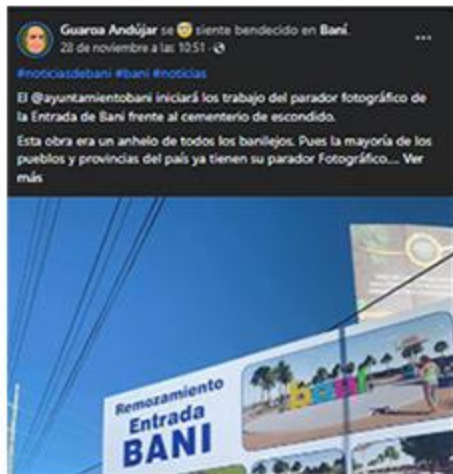 Guaroa Andújar se 😇 siente bendecido en Baní.
28 de noviembre a las 10:51 ·
#noticiasdebani #bani #noticias
El @ayuntamientobani iniciará los trabajo del parador fotográfico de
la Entrada de Bani frente al cementerio de escondido.
Esta obra era un anhelo de todos los banilejos. Pues la mayoría de los
pueblos y provincias del país ya tienen su parador Fotográfico.... Ver
más
Remozamiento
Entrada
BANI
bani